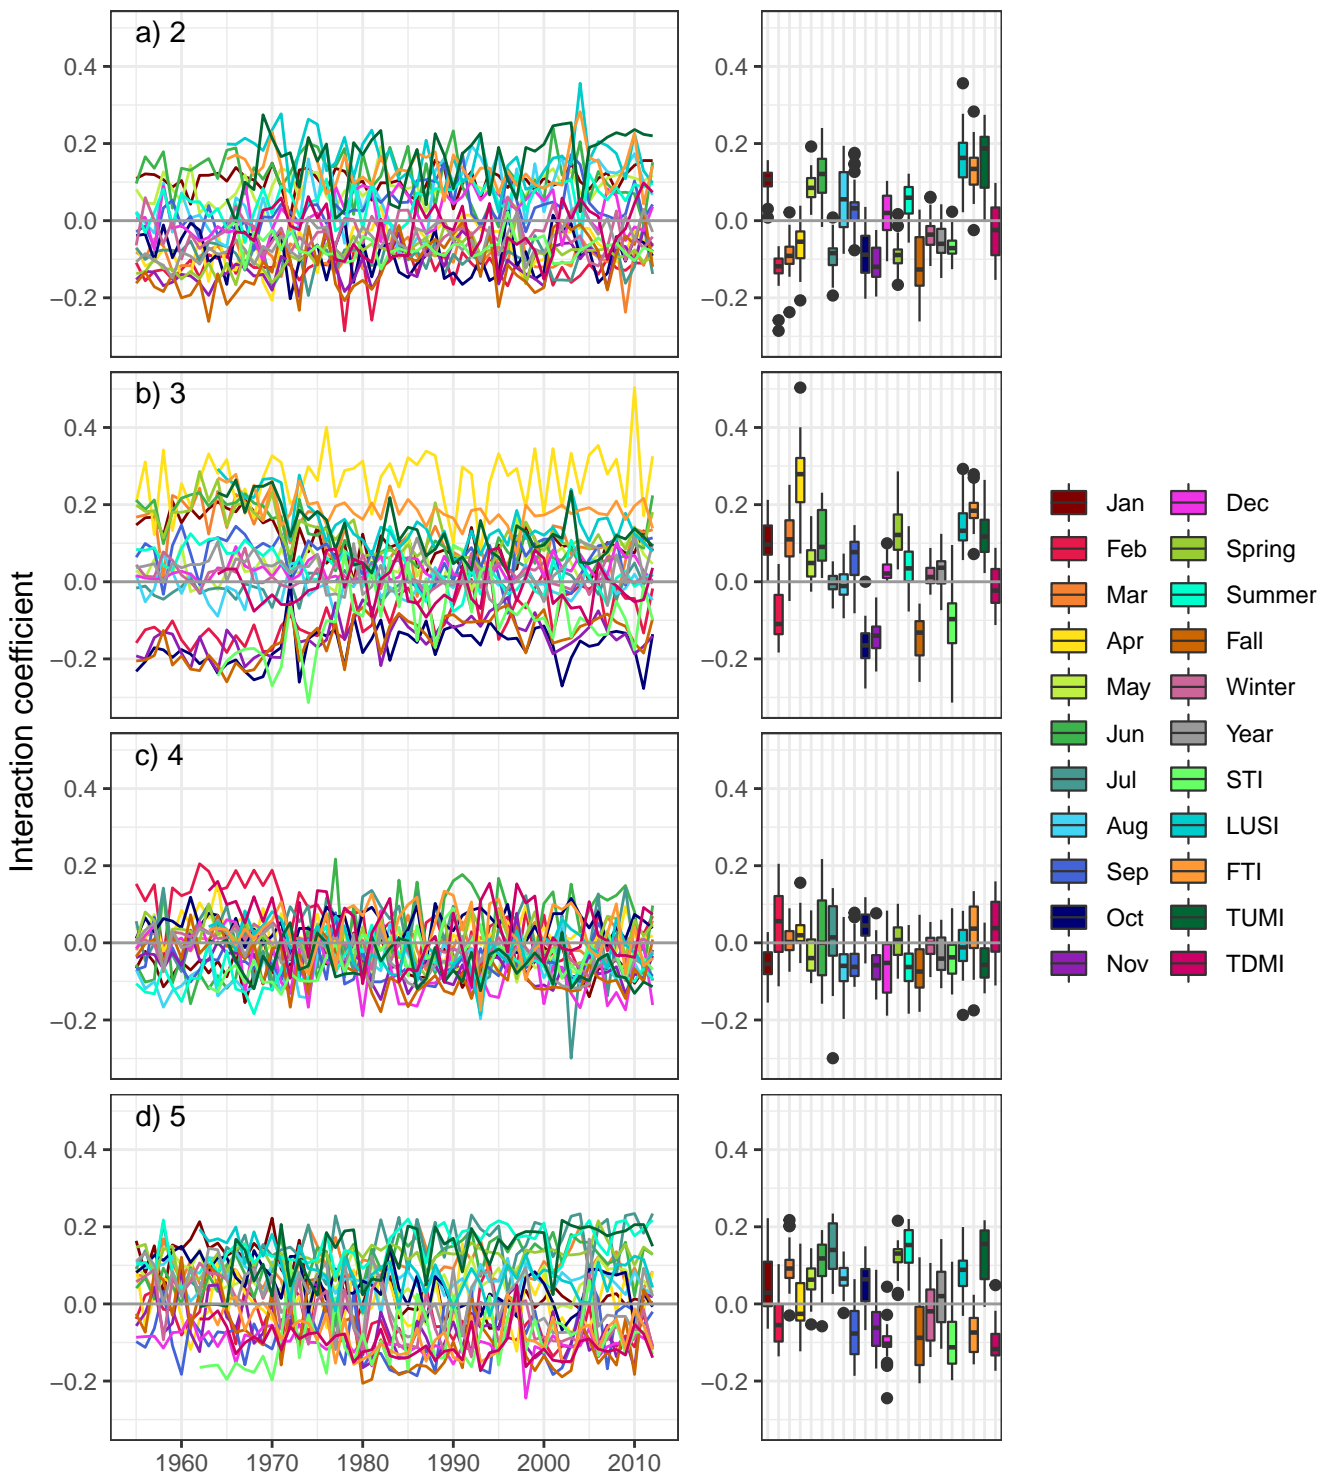 Interaction coefficient
a) 2
0.4
0.2
0.0
−0.2
0.4
0.2
0.0
−0.2
b) 3
0.4
0.2
0.0
−0.2
0.4
0.2
0.0
−0.2
c) 4
0.4
0.2
0.0
−0.2
0.4
0.2
0.0
−0.2
d) 5
0.4
0.2
0.0
−0.2
0.4
0.2
0.0
−0.2
1960 1970 1980 1990 2000 2010
Jan
Feb
Mar
Apr
May
Jun
Jul
Aug
Sep
Oct
Nov
Dec
Spring
Summer
Fall
Winter
Year
STI
LUSI
FTI
TUMI
TDMI